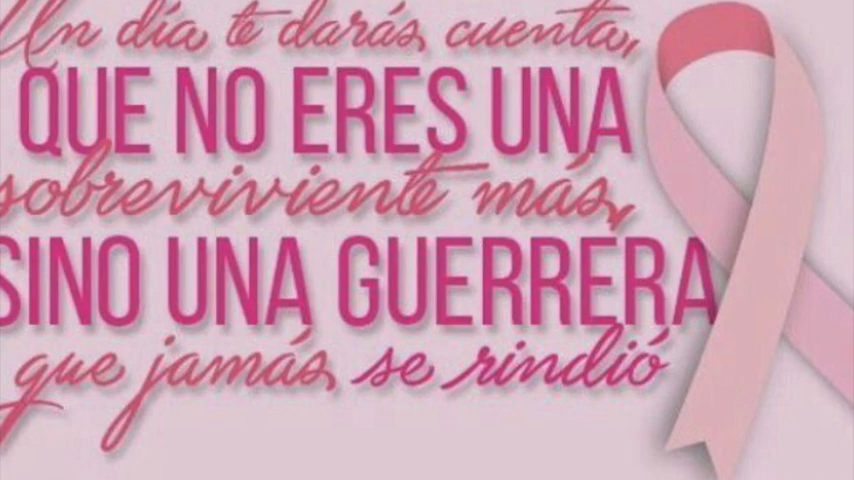 Un día te darás cuenta,
QUE NO ERES UNA
sobreviviente más,
SINO UNA GUERRERA
que jamás se rindió